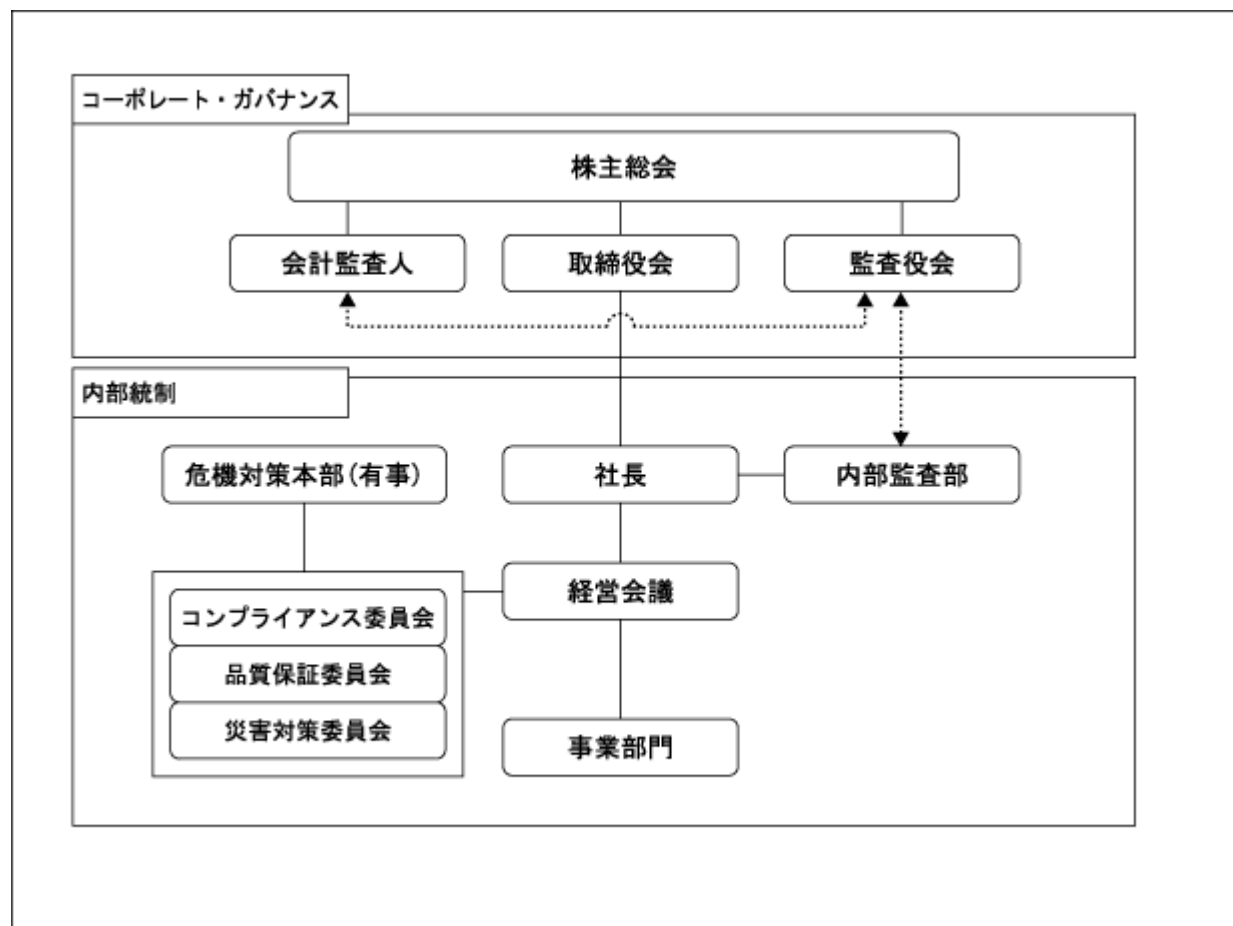 コーポレート・ガバナンス
株主総会
会計監査人
取締役会
監査役会
内部統制
危機対策本部(有事)
社長
内部監査部
コンプライアンス委員会
経営会議
品質保証委員会
災害対策委員会
事業部門